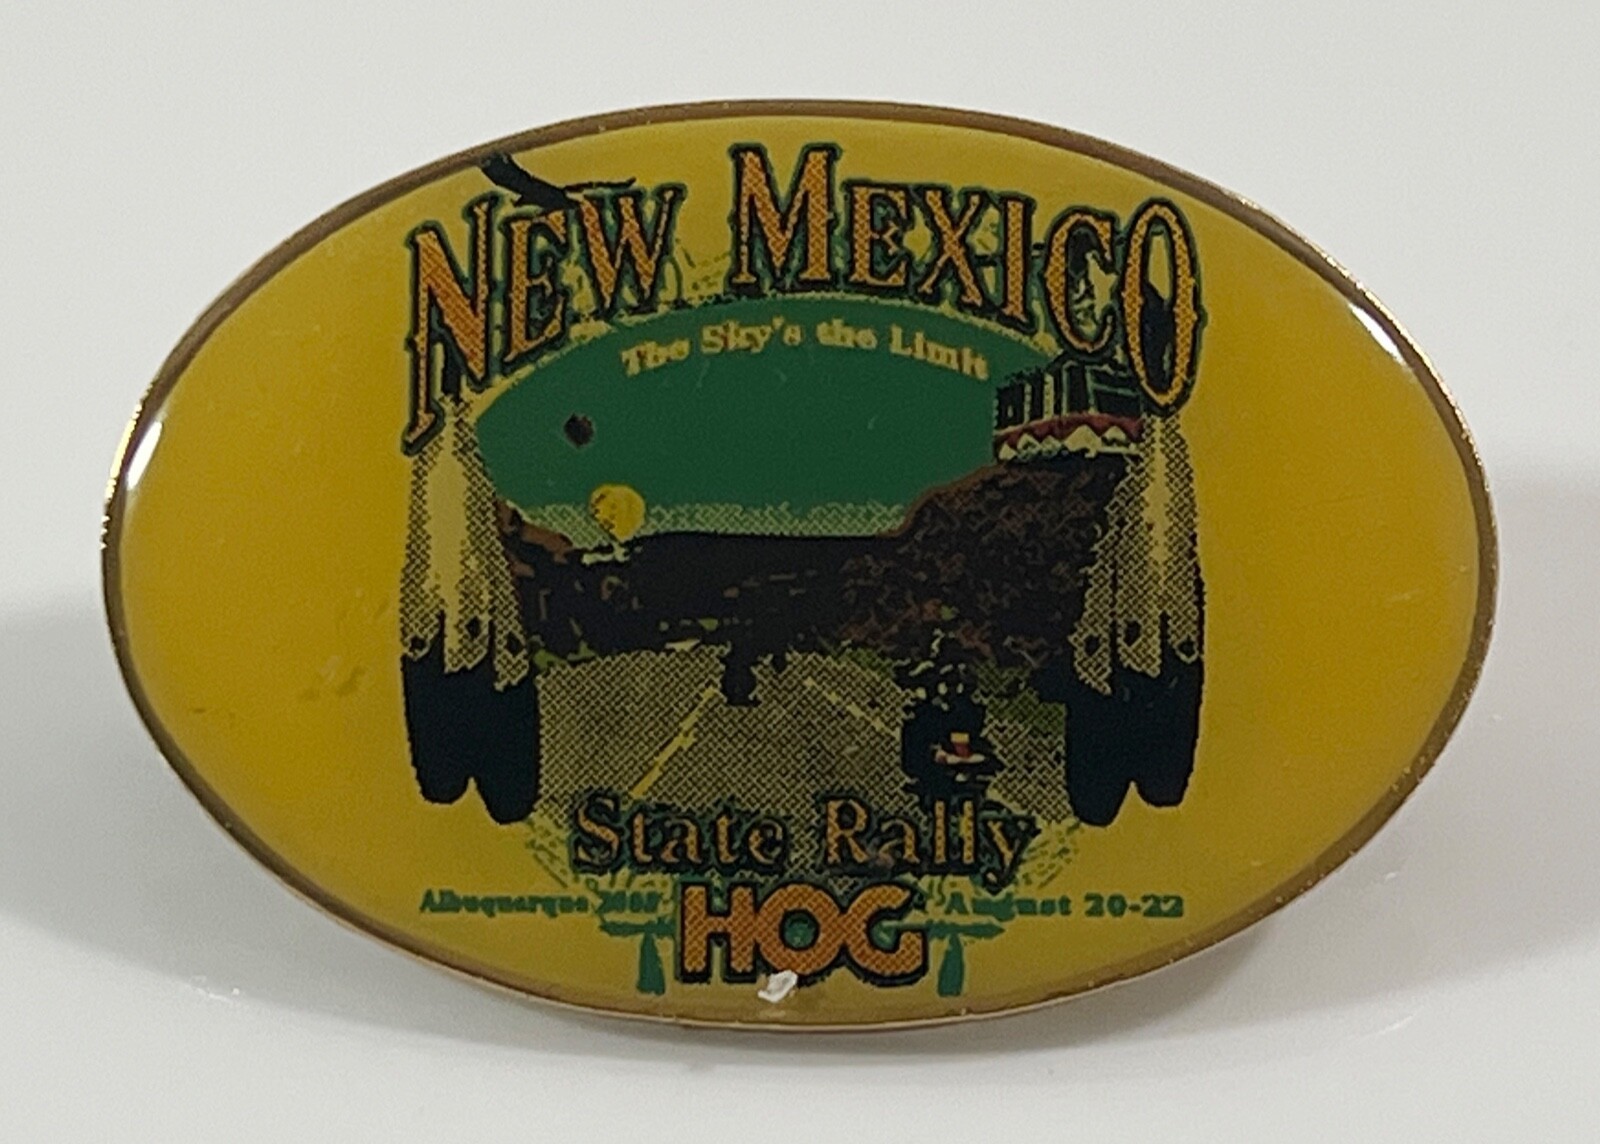 NEW MEXICO
The Sky's the Limit
State Rally
Albuquerque
HOG
August 20-22